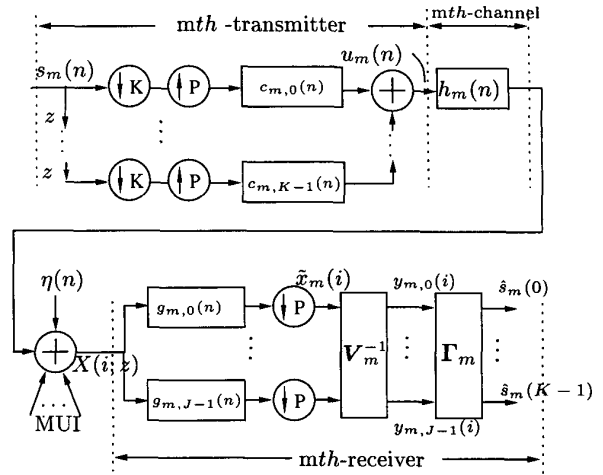 mth -transmitter
mth-channel
s_m(n)
u_m(n)
↓K
↑P
c_{m,0}(n)
+
h_m(n)
z
z
↓K
↑P
c_{m,K−1}(n)
η(n)
x̃_m(i)
y_{m,0}(i)
ŝ_m(0)
g_{m,0}(n)
↓P
+
X(i; z)
V_m^{-1}
Γ_m
g_{m,J−1}(n)
↓P
ŝ_m(K − 1)
MUI
y_{m,J−1}(i)
mth-receiver